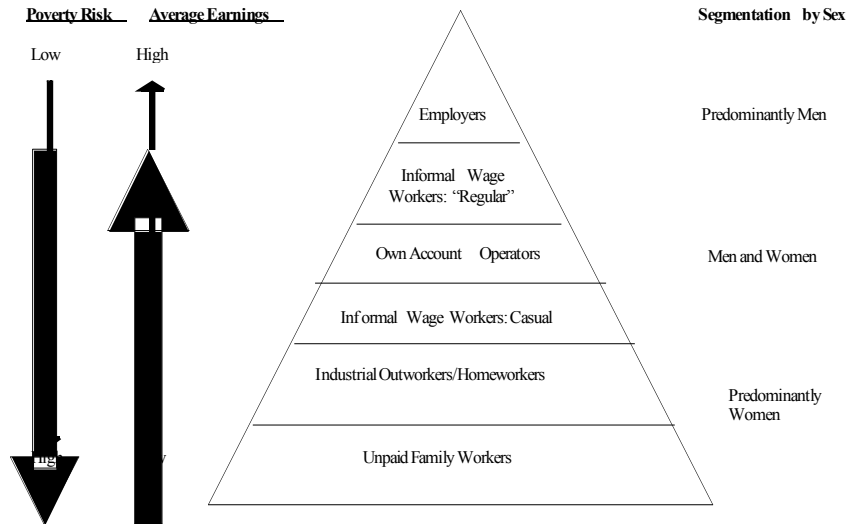 Poverty Risk Average Earnings Segmentation by Sex
Low High
Employers Predominantly Men
Informal Wage
Workers: “Regular”
Own Account Operators Men and Women
Informal Wage Workers: Casual
Industrial Outworkers/Homeworkers
Predominantly
Women
High
Unpaid Family Workers